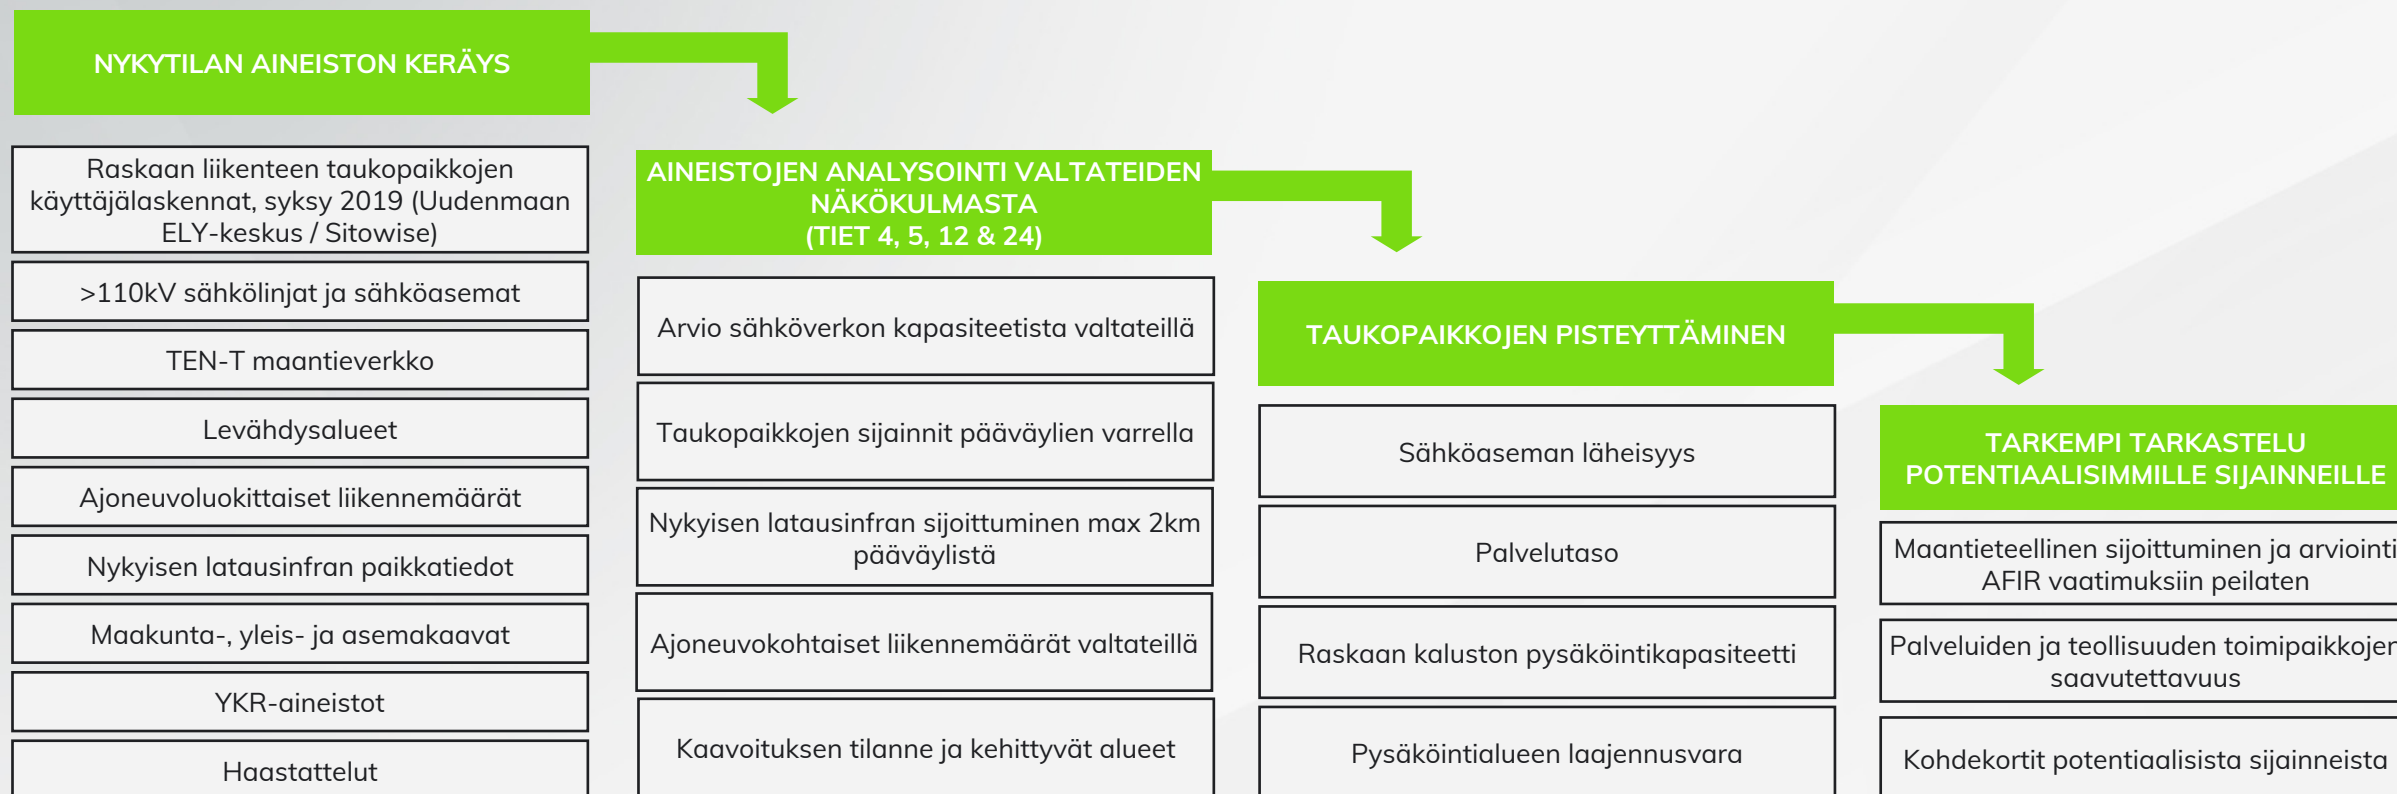 NYKYTILAN AINEISTON KERÄYS
Raskaan liikenteen taukopaikkojen
käyttäjälaskennat, syksy 2019 (Uudenmaan
ELY-keskus / Sitowise)
>110kV sähkölinjat ja sähköasemat
TEN-T maantieverkko
Levähdysalueet
Ajoneuvoluokittaiset liikennemäärät
Nykyisen latausinfran paikkatiedot
Maakunta-, yleis- ja asemakaavat
YKR-aineistot
Haastattelut
AINEISTOJEN ANALYSOINTI VALTATEIDEN
NÄKÖKULMASTA
(TIET 4, 5, 12 & 24)
Arvio sähköverkon kapasiteetista valtateillä
Taukopaikkojen sijainnit pääväylien varrella
Nykyisen latausinfran sijoittuminen max 2km
pääväylistä
Ajoneuvokohtaiset liikennemäärät valtateillä
Kaavoituksen tilanne ja kehittyvät alueet
TAUKOPAIKKOJEN PISTEYTTÄMINEN
Sähköaseman läheisyys
Palvelutaso
Raskaan kaluston pysäköintikapasiteetti
Pysäköintialueen laajennusvara
TARKEMPI TARKASTELU
POTENTIAALISIMMILLE SIJAINNEILLE
Maantieteellinen sijoittuminen ja arviointi
AFIR vaatimuksiin peilaten
Palveluiden ja teollisuuden toimipaikkojen
saavutettavuus
Kohdekortit potentiaalisista sijainneista